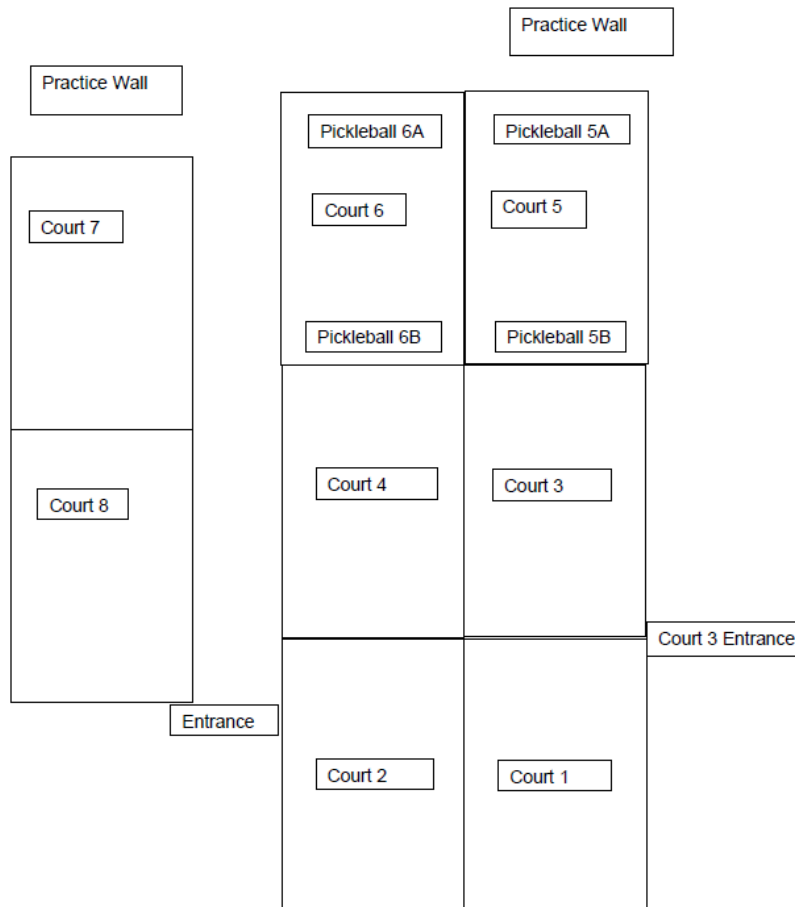 Practice Wall
Practice Wall
Pickleball 6A
Pickleball 5A
Court 6
Court 5
Court 7
Pickleball 6B
Pickleball 5B
Court 4
Court 3
Court 8
Court 3 Entrance
Entrance
Court 2
Court 1